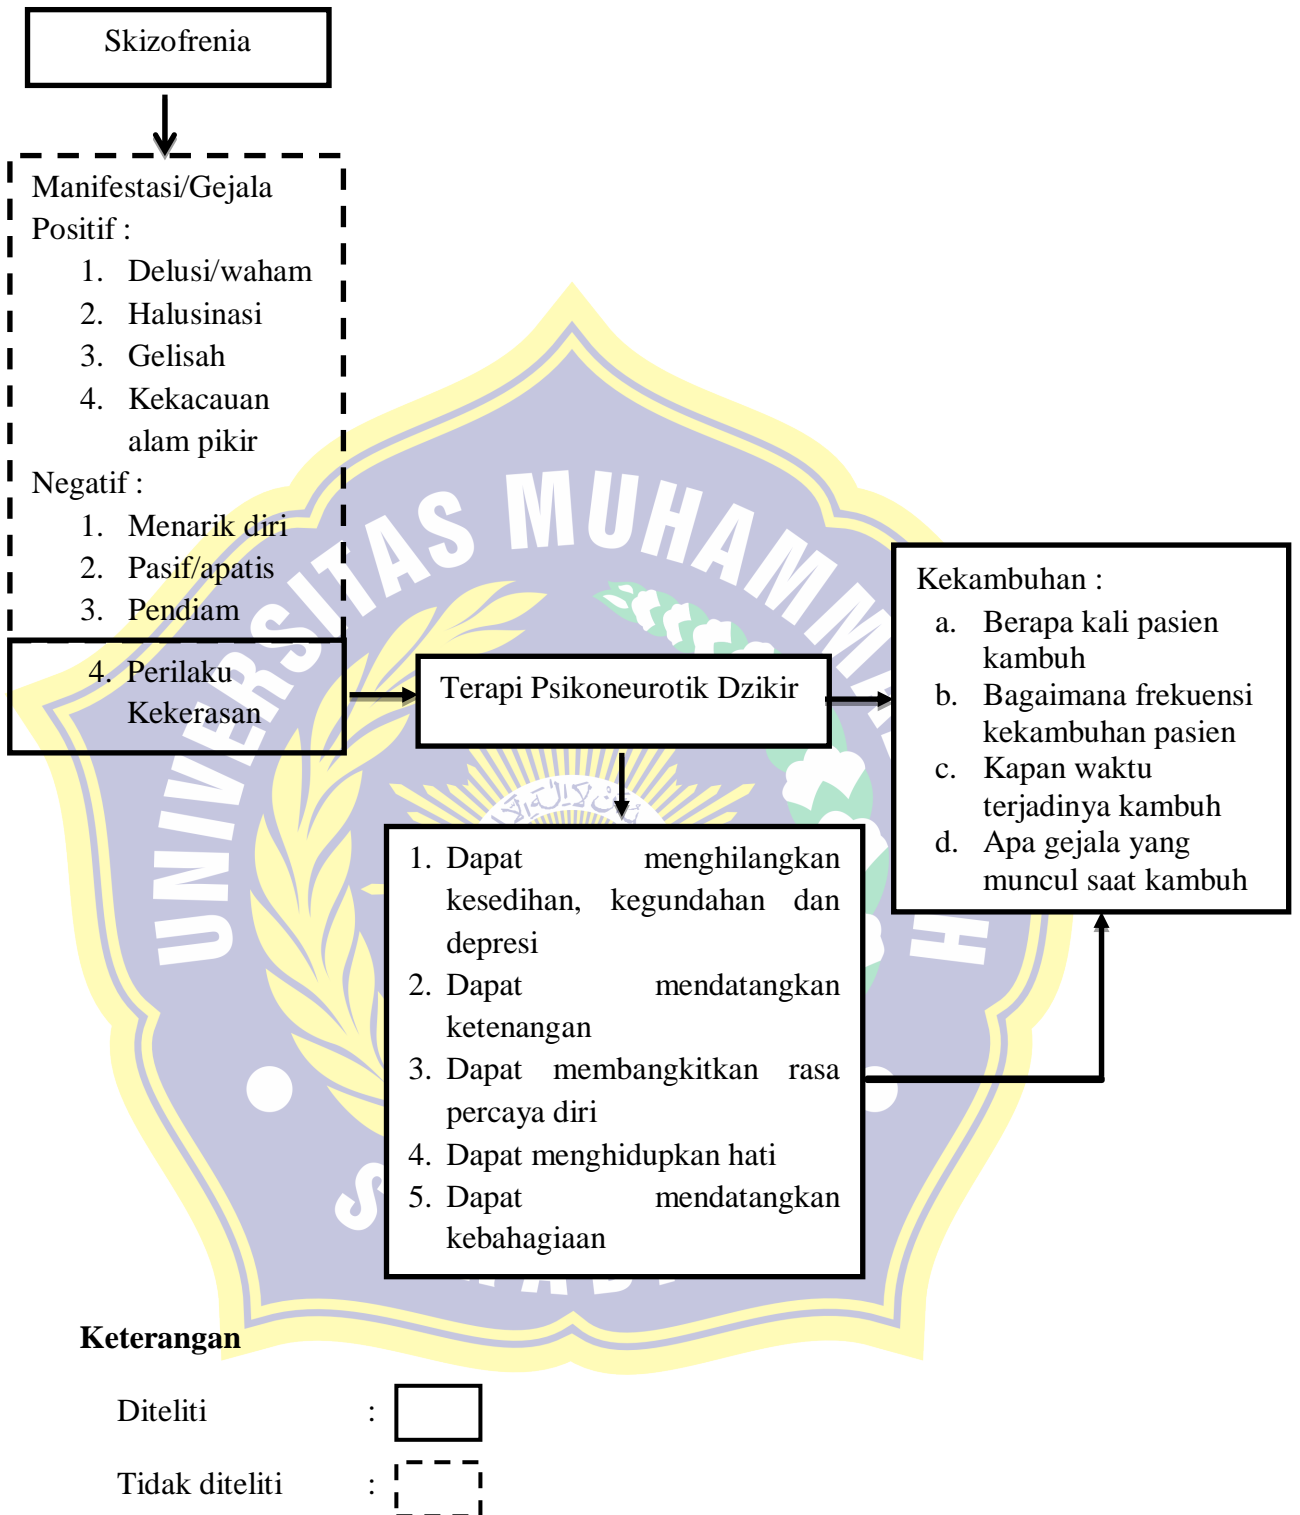 Skizofrenia
Manifestasi/Gejala
Positif :
1. Delusi/waham
2. Halusinasi
3. Gelisah
4. Kekacauan
alam pikir
Negatif :
1. Menarik diri
2. Pasif/apatis
3. Pendiam
4. Perilaku
Kekerasan
Terapi Psikoneurotik Dzikir
Kekambuhan :
a. Berapa kali pasien
kambuh
b. Bagaimana frekuensi
kekambuhan pasien
c. Kapan waktu
terjadinya kambuh
d. Apa gejala yang
muncul saat kambuh
1. Dapat menghilangkan
kesedihan, kegundahan dan
depresi
2. Dapat mendatangkan
ketenangan
3. Dapat membangkitkan rasa
percaya diri
4. Dapat menghidupkan hati
5. Dapat mendatangkan
kebahagiaan
Keterangan
Diteliti :
Tidak diteliti :
UNIVERSITAS MUHAMMA H